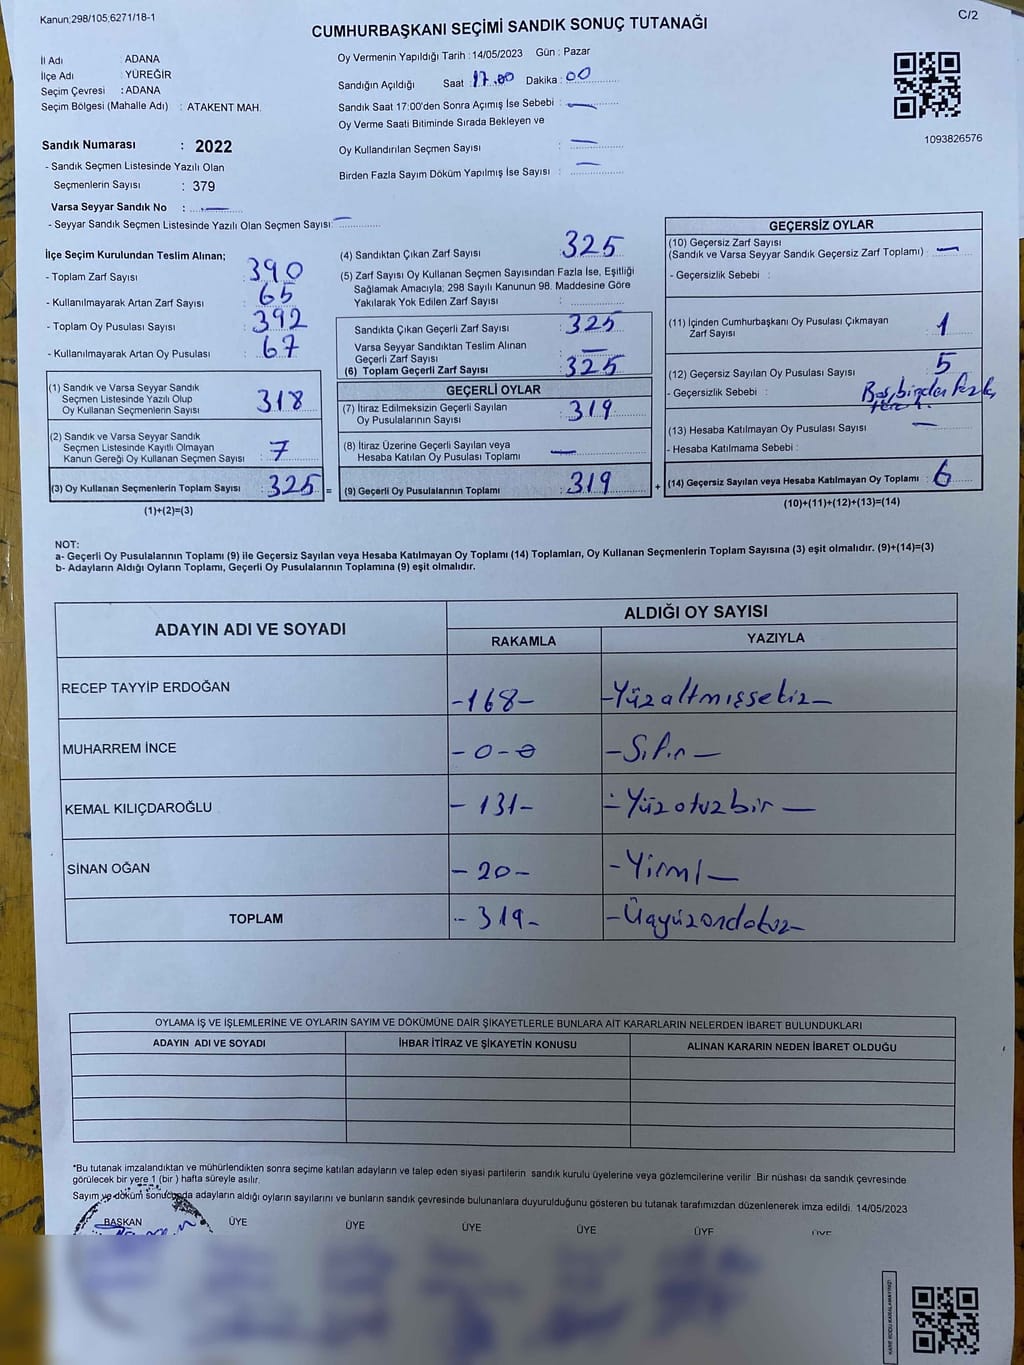 Kanun:298/105;6271/18-1
C/2
CUMHURBAŞKANI SEÇİMİ SANDIK SONUÇ TUTANAĞI
İl Adı : ADANA
İlçe Adı : YÜREĞİR
Seçim Çevresi : ADANA
Seçim Bölgesi (Mahalle Adı) : ATAKENT MAH.
Sandık Numarası : 2022
- Sandık Seçmen Listesinde Yazılı Olan
Seçmenlerin Sayısı : 379
Varsa Seyyar Sandık No : —
- Seyyar Sandık Seçmen Listesinde Yazılı Olan Seçmen Sayısı: —
Oy Vermenin Yapıldığı Tarih : 14/05/2023 Gün : Pazar
Sandığın Açıldığı Saat : 17.00 Dakika : 00
Sandık Saat 17:00'den Sonra Açımış İse Sebebi : —
Oy Verme Saati Bitiminde Sırada Bekleyen ve
Oy Kullandırılan Seçmen Sayısı : —
Birden Fazla Sayım Döküm Yapılmış İse Sayısı : —
1093826576
İlçe Seçim Kurulundan Teslim Alınan;
- Toplam Zarf Sayısı : 390
- Kullanılmayarak Artan Zarf Sayısı : 65
- Toplam Oy Pusulası Sayısı : 392
- Kullanılmayarak Artan Oy Pusulası : 67
(1) Sandık ve Varsa Seyyar Sandık
Seçmen Listesinde Yazılı Olup
Oy Kullanan Seçmenlerin Sayısı : 318
(2) Sandık ve Varsa Seyyar Sandık
Seçmen Listesinde Kayıtlı Olmayan
Kanun Gereği Oy Kullanan Seçmen Sayısı : 7
(3) Oy Kullanan Seçmenlerin Toplam Sayısı : 325 =
(1)+(2)=(3)
(4) Sandıktan Çıkan Zarf Sayısı : 325
(5) Zarf Sayısı Oy Kullanan Seçmen Sayısından Fazla İse, Eşitliği
Sağlamak Amacıyla; 298 Sayılı Kanunun 98. Maddesine Göre
Yakılarak Yok Edilen Zarf Sayısı :
Sandıkta Çıkan Geçerli Zarf Sayısı : 325
Varsa Seyyar Sandıktan Teslim Alınan
Geçerli Zarf Sayısı : —
(6) Toplam Geçerli Zarf Sayısı : 325
GEÇERLİ OYLAR
(7) İtiraz Edilmeksizin Geçerli Sayılan
Oy Pusulalarının Sayısı : 319
(8) İtiraz Üzerine Geçerli Sayılan veya
Hesaba Katılan Oy Pusulası Toplamı : —
(9) Geçerli Oy Pusulalarının Toplamı : 319 +
GEÇERSİZ OYLAR
(10) Geçersiz Zarf Sayısı
(Sandık ve Varsa Seyyar Sandık Geçersiz Zarf Toplamı) : —
- Geçersizlik Sebebi :
(11) İçinden Cumhurbaşkanı Oy Pusulası Çıkmayan
Zarf Sayısı : 1
(12) Geçersiz Sayılan Oy Pusulası Sayısı : 5
- Geçersizlik Sebebi : Boş, birden fazla
(13) Hesaba Katılmayan Oy Pusulası Sayısı : —
- Hesaba Katılmama Sebebi :
(14) Geçersiz Sayılan veya Hesaba Katılmayan Oy Toplamı : 6
(10)+(11)+(12)+(13)=(14)
NOT:
a- Geçerli Oy Pusulalarının Toplamı (9) ile Geçersiz Sayılan veya Hesaba Katılmayan Oy Toplamı (14) Toplamları, Oy Kullanan Seçmenlerin Toplam Sayısına (3) eşit olmalıdır. (9)+(14)=(3)
b- Adayların Aldığı Oyların Toplamı, Geçerli Oy Pusulalarının Toplamına (9) eşit olmalıdır.
ADAYIN ADI VE SOYADI
ALDIĞI OY SAYISI
RAKAMLA YAZIYLA
RECEP TAYYİP ERDOĞAN -168- -Yüzaltmışsekiz-
MUHARREM İNCE -0-0 -Sıfır-
KEMAL KILIÇDAROĞLU -131- -Yüzotuzbir-
SİNAN OĞAN -20- -Yirmi-
TOPLAM -319- -Üçyüzondokuz-
OYLAMA İŞ VE İŞLEMLERİNE VE OYLARIN SAYIM VE DÖKÜMÜNE DAİR ŞİKAYETLERLE BUNLARA AİT KARARLARIN NELERDEN İBARET BULUNDUKLARI
ADAYIN ADI VE SOYADI İHBAR İTİRAZ VE ŞİKAYETİN KONUSU ALINAN KARARIN NEDEN İBARET OLDUĞU
*Bu tutanak imzalandıktan ve mühürlendikten sonra seçime katılan adayların ve talep eden siyasi partilerin sandık kurulu üyelerine veya gözlemcilerine verilir. Bir nüshası da sandık çevresinde
görülecek bir yere 1 (bir ) hafta süreyle asılır.
Sayım ve döküm sonucunda adayların aldığı oyların sayılarını ve bunların sandık çevresinde bulunanlara duyurulduğunu gösteren bu tutanak tarafımızdan düzenlenerek imza edildi. 14/05/2023
BAŞKAN ÜYE ÜYE ÜYE ÜYE ÜYE ÜYE
KARE KODU KARALAMAYINIZ!